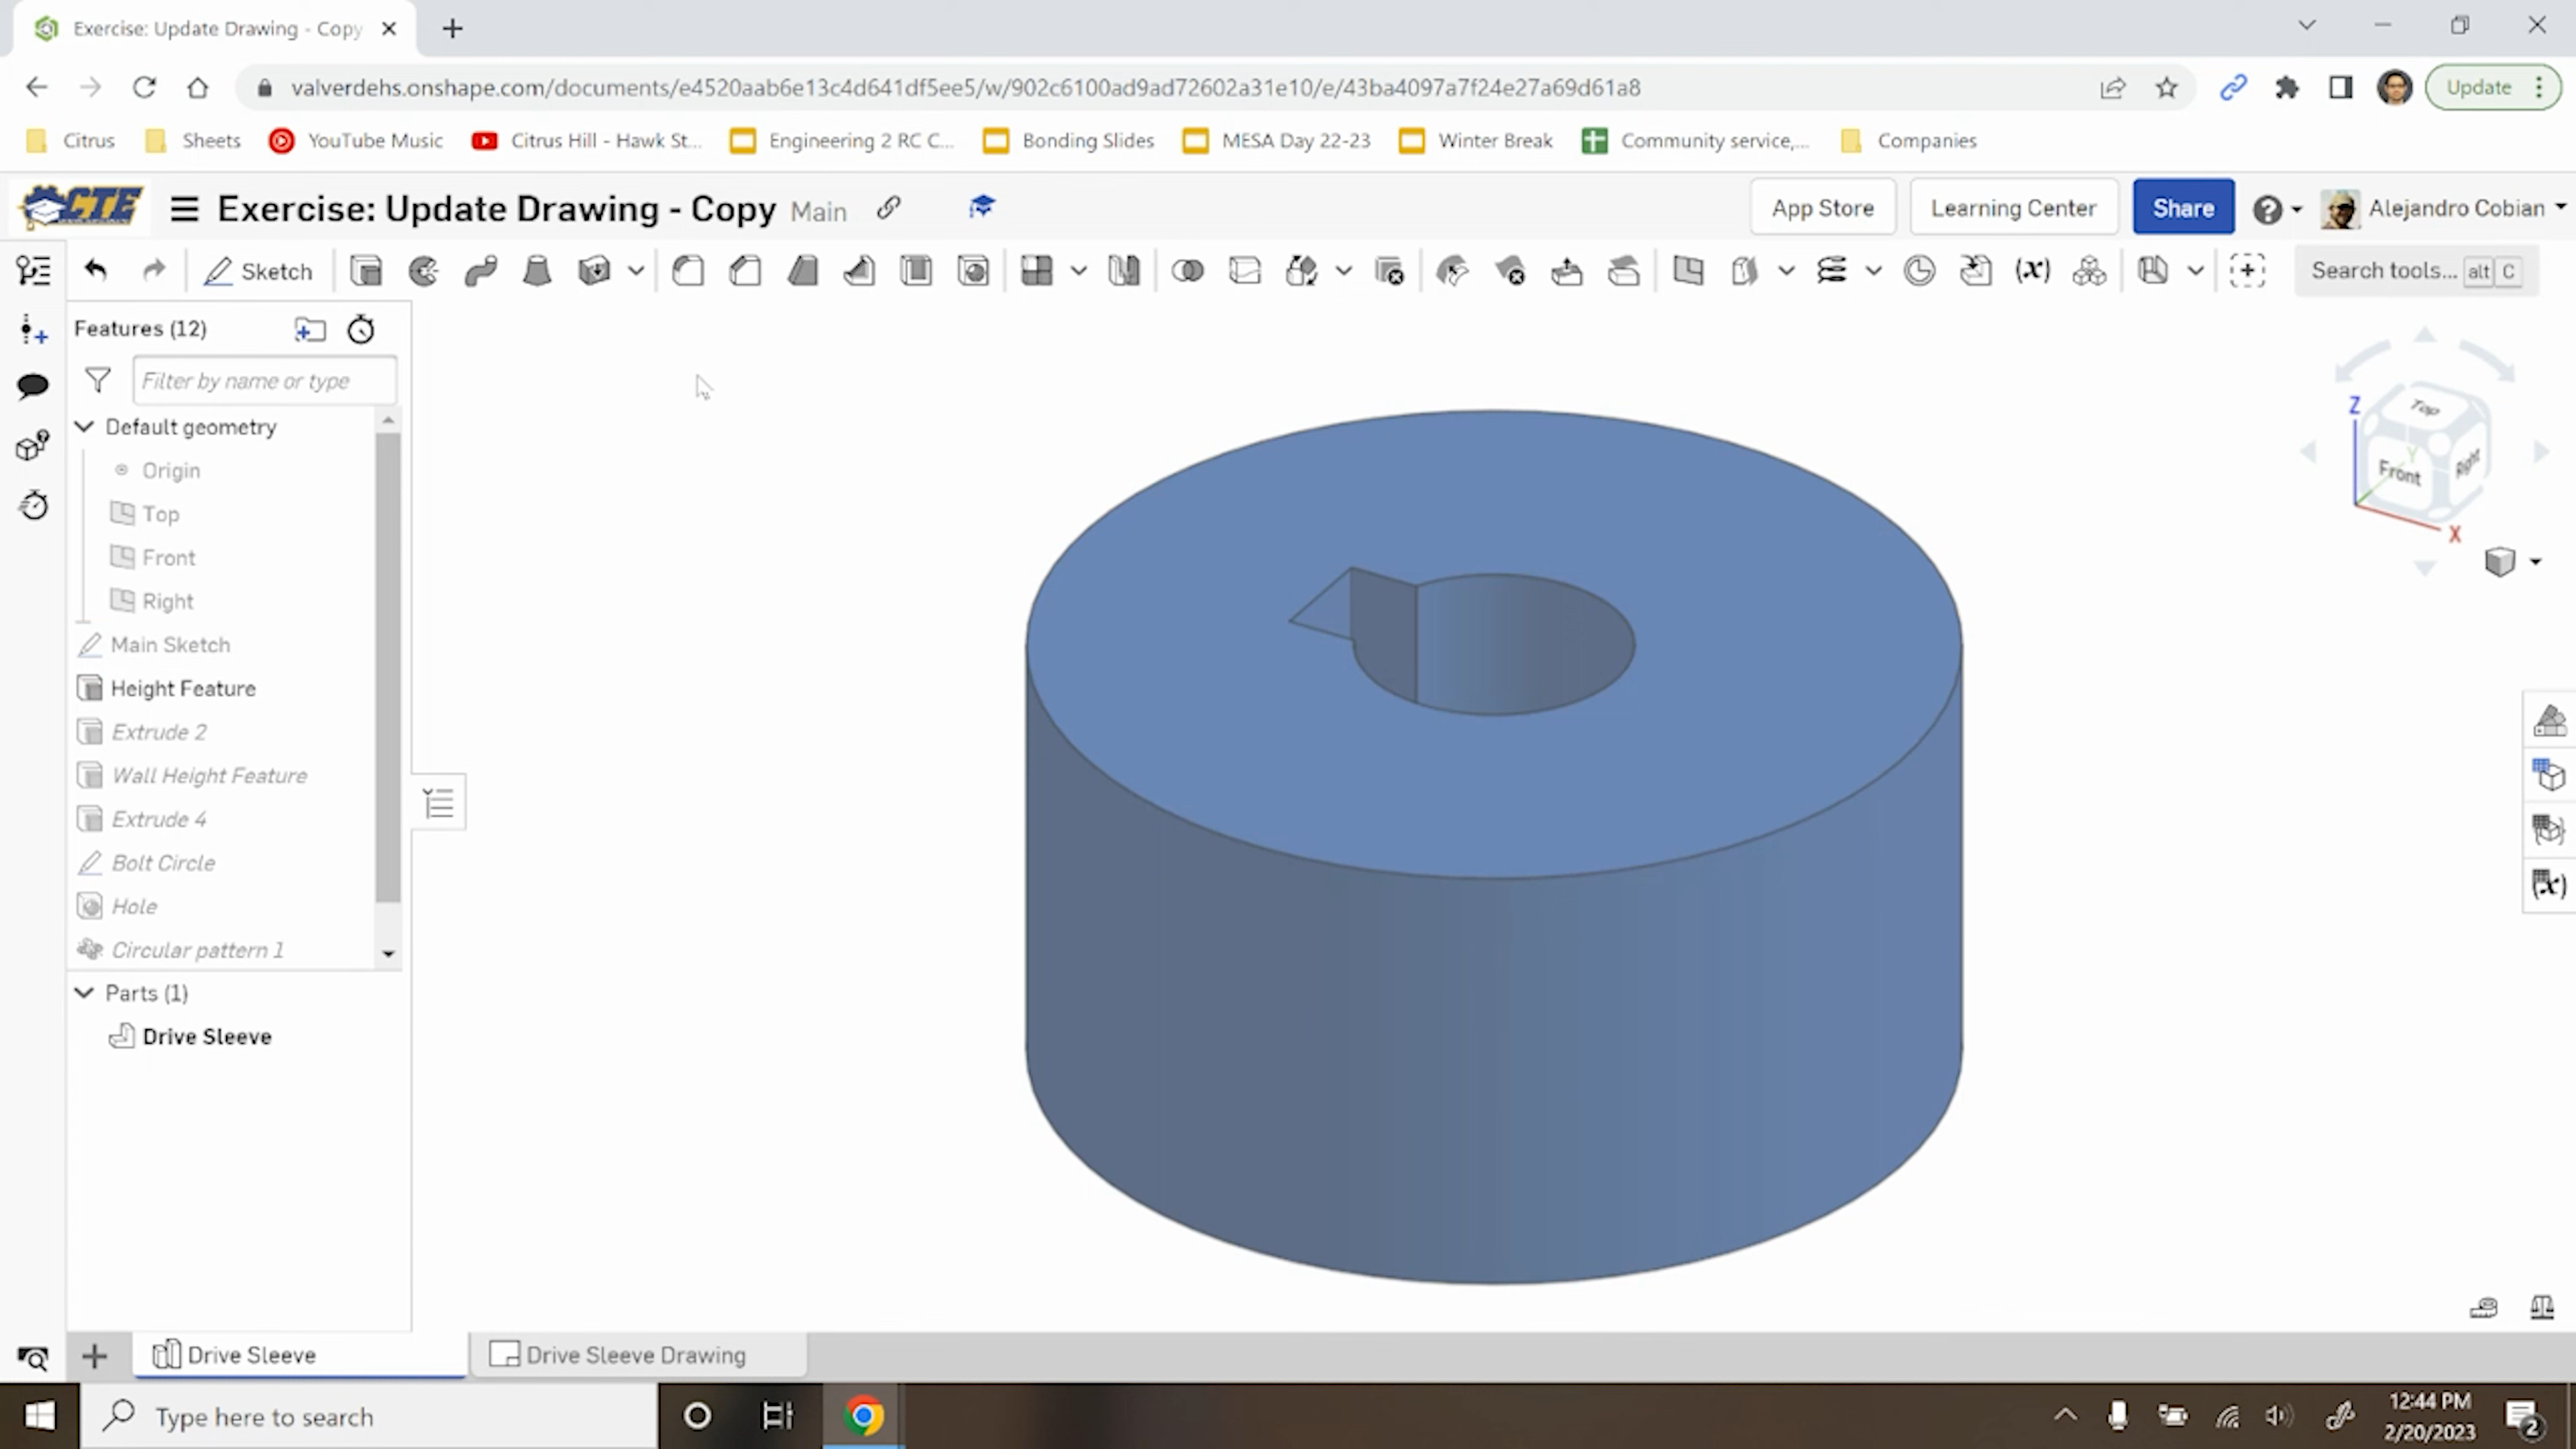 Exercise: Update Drawing - Copy
valverdehs.onshape.com/documents/e4520aab6e13c4d641df5ee5/w/902c6100ad9ad72602a31e10/e/43ba4097a7f24e27a69d61a8
Update
Citrus
Sheets
YouTube Music
Citrus Hill - Hawk St...
Engineering 2 RC C...
Bonding Slides
MESA Day 22-23
Winter Break
Community service,...
Companies
CTE
Exercise: Update Drawing - Copy Main
App Store
Learning Center
Share
Alejandro Cobian
Sketch
(x)
Search tools... alt C
Features (12)
Filter by name or type
Default geometry
Origin
Top
Front
Right
Main Sketch
Height Feature
Extrude 2
Wall Height Feature
Extrude 4
Bolt Circle
Hole
Circular pattern 1
Parts (1)
Drive Sleeve
Z
Top
Y
Front
Right
X
(x)
Drive Sleeve
Drive Sleeve Drawing
Type here to search
12:44 PM
2/20/2023
2